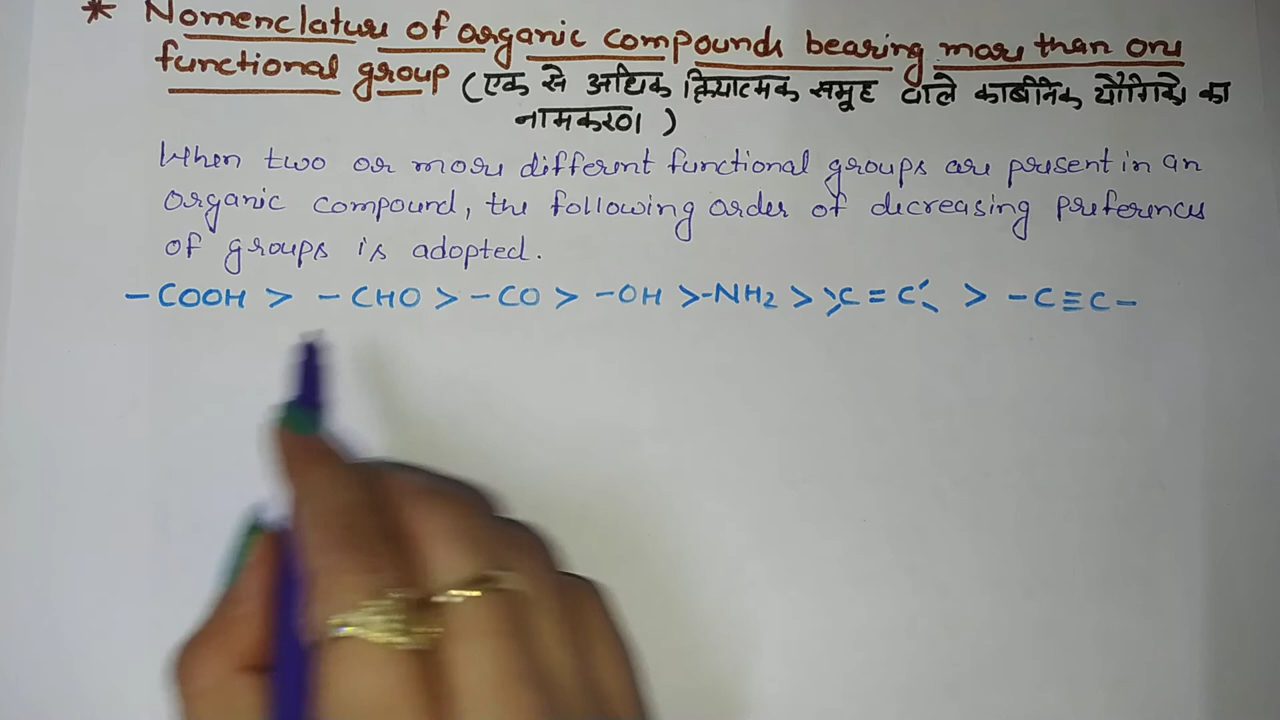 * Nomenclature of organic compounds bearing more than one
functional group (एक से अधिक क्रियात्मक समूह वाले कार्बनिक यौगिकों का
नामकरण)
When two or more different functional groups are present in an
organic compound, the following order of decreasing preference
of groups is adopted.
-COOH > -CHO > -CO > -OH > -NH₂ > >C=C< > -C≡C-